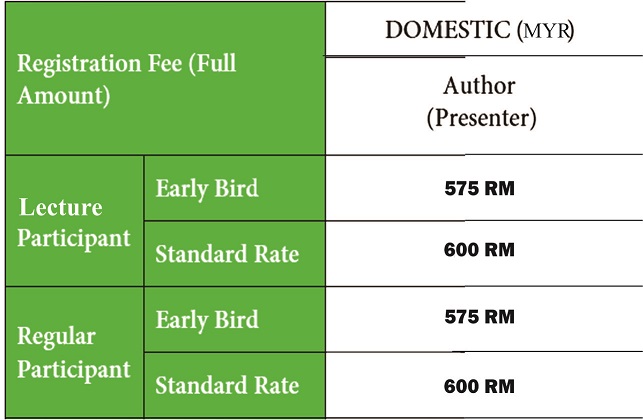 Registration Fee (Full
Amount)
DOMESTIC (MYR)
Author
(Presenter)
Lecture
Participant
Early Bird
575 RM
Standard Rate
600 RM
Regular
Participant
Early Bird
575 RM
Standard Rate
600 RM